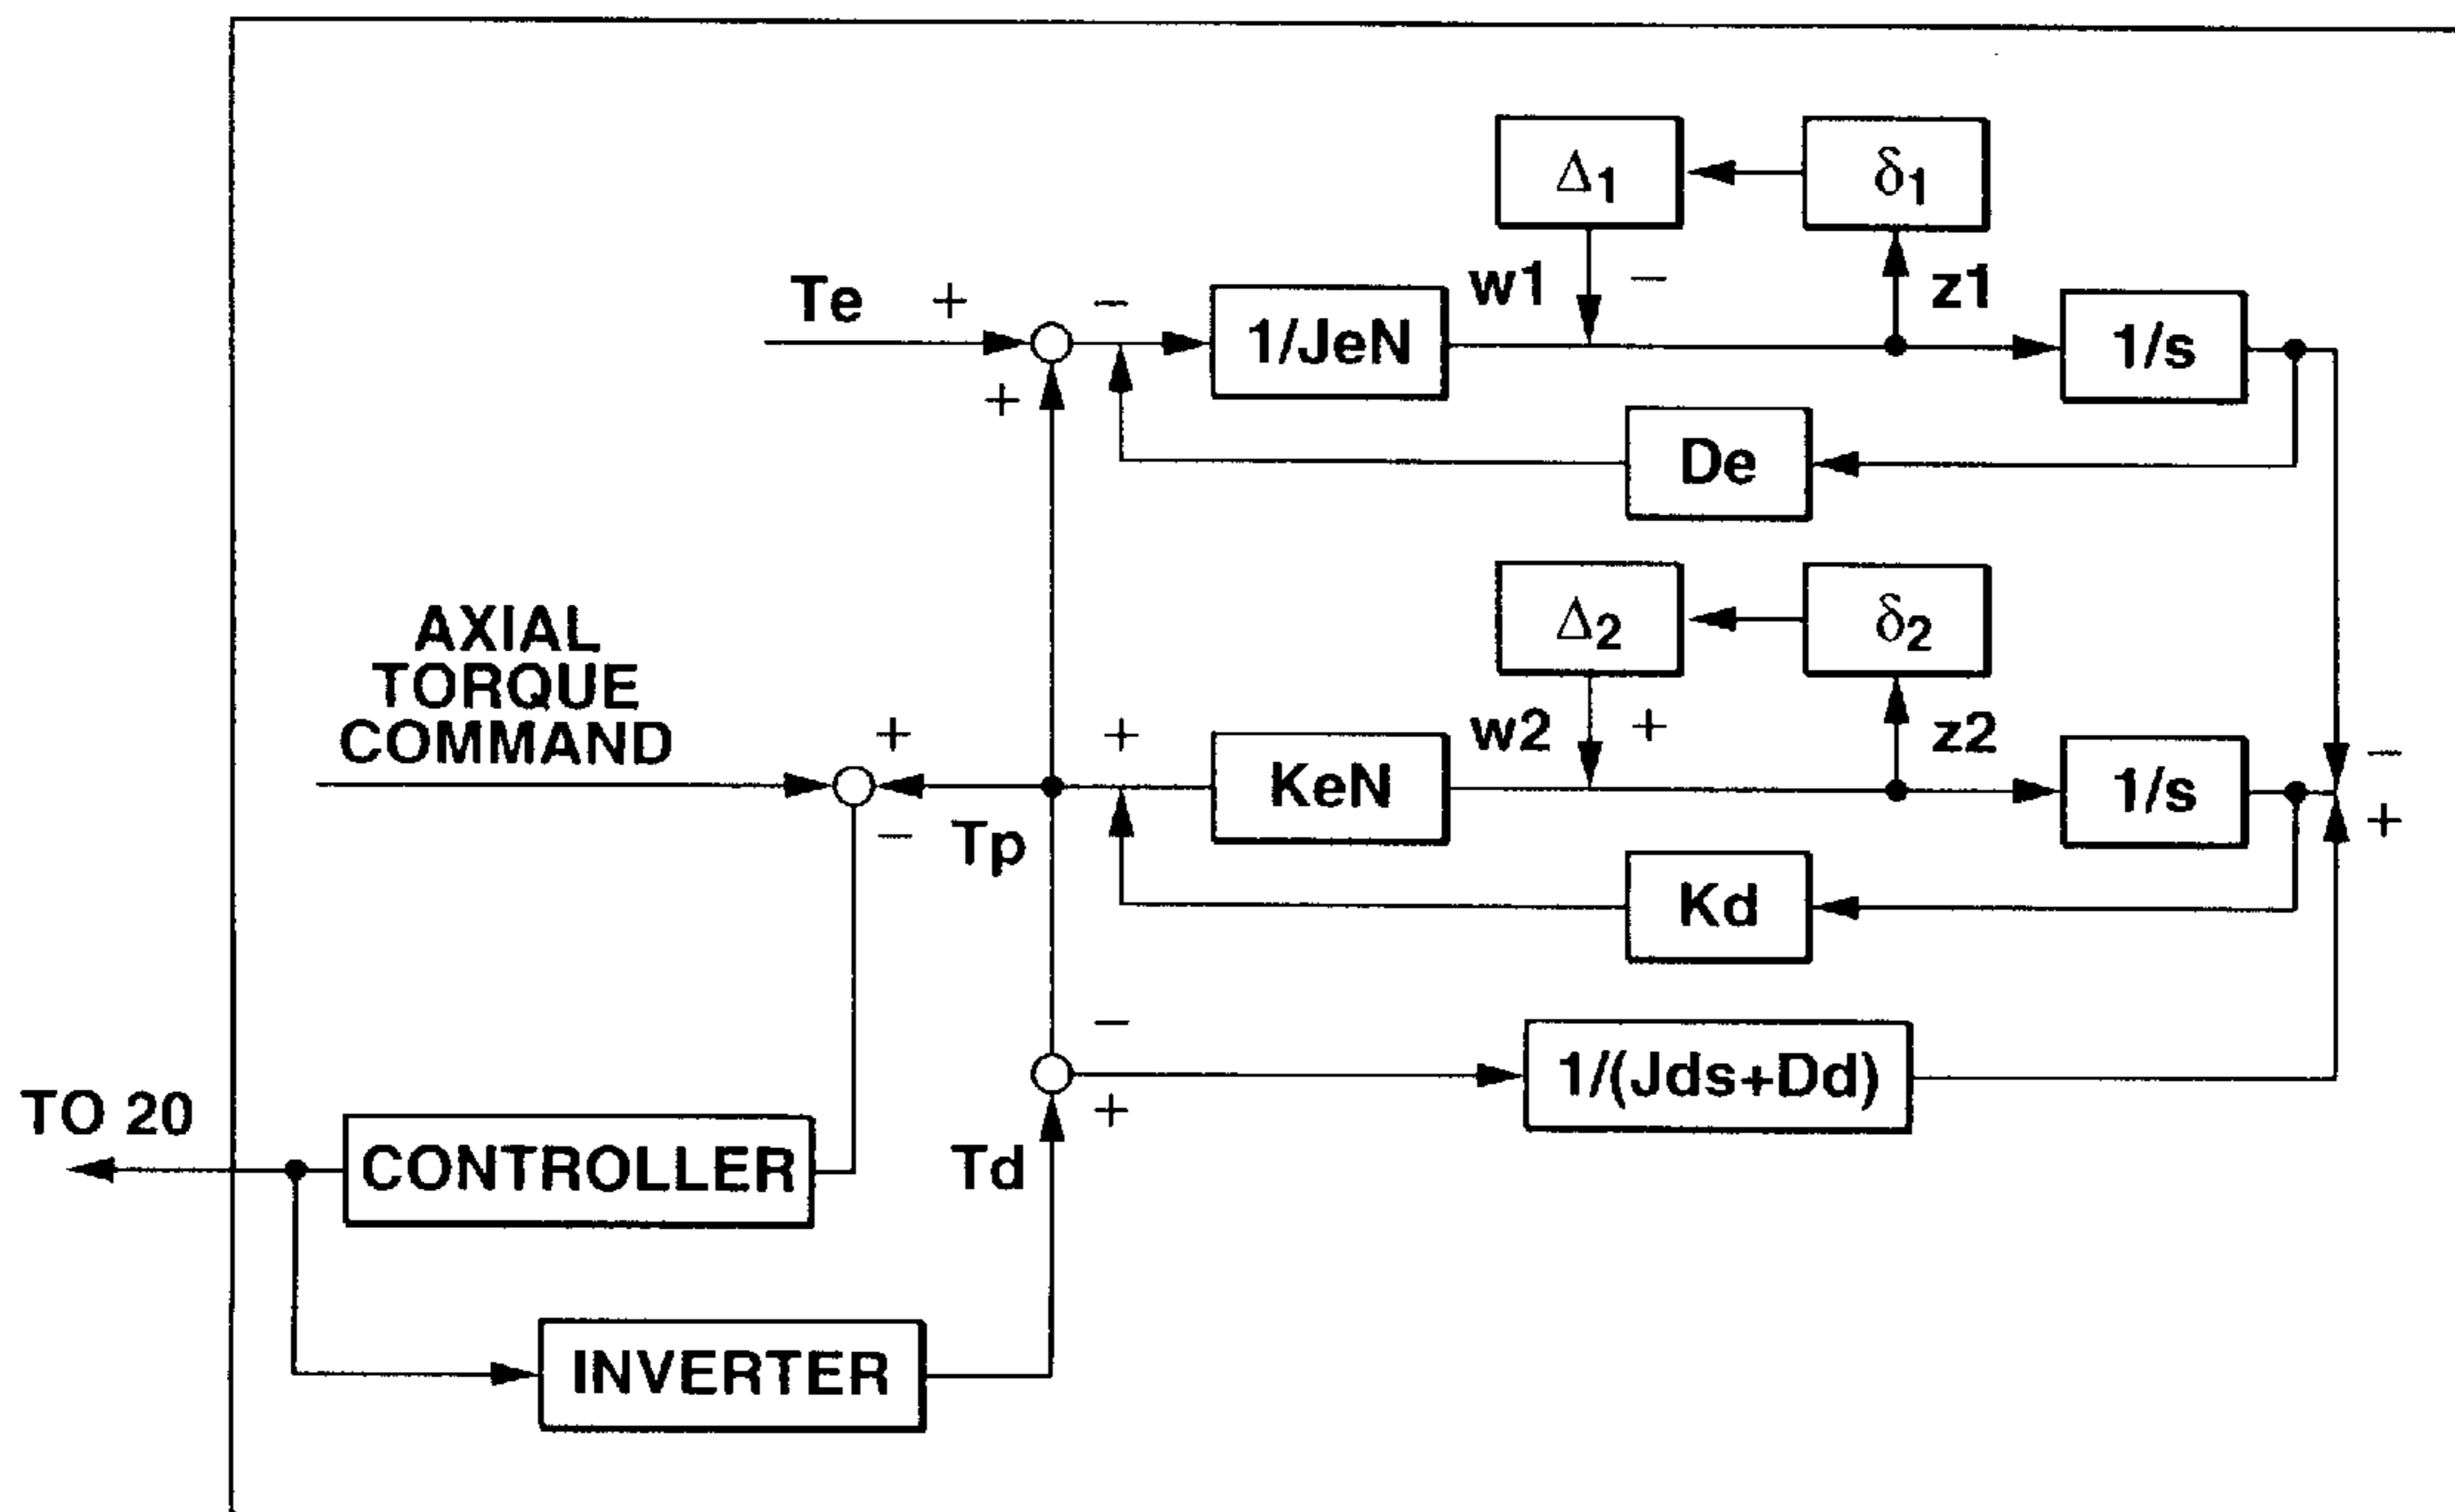 Δ1
δ1
Te
+
−
w1
−
z1
1/JeN
1/s
+
De
Δ2
δ2
AXIAL
TORQUE
COMMAND
+
+
w2
+
z2
−
KeN
1/s
+
−
Tp
Kd
−
1/(Jds+Dd)
+
TO 20
CONTROLLER
Td
INVERTER